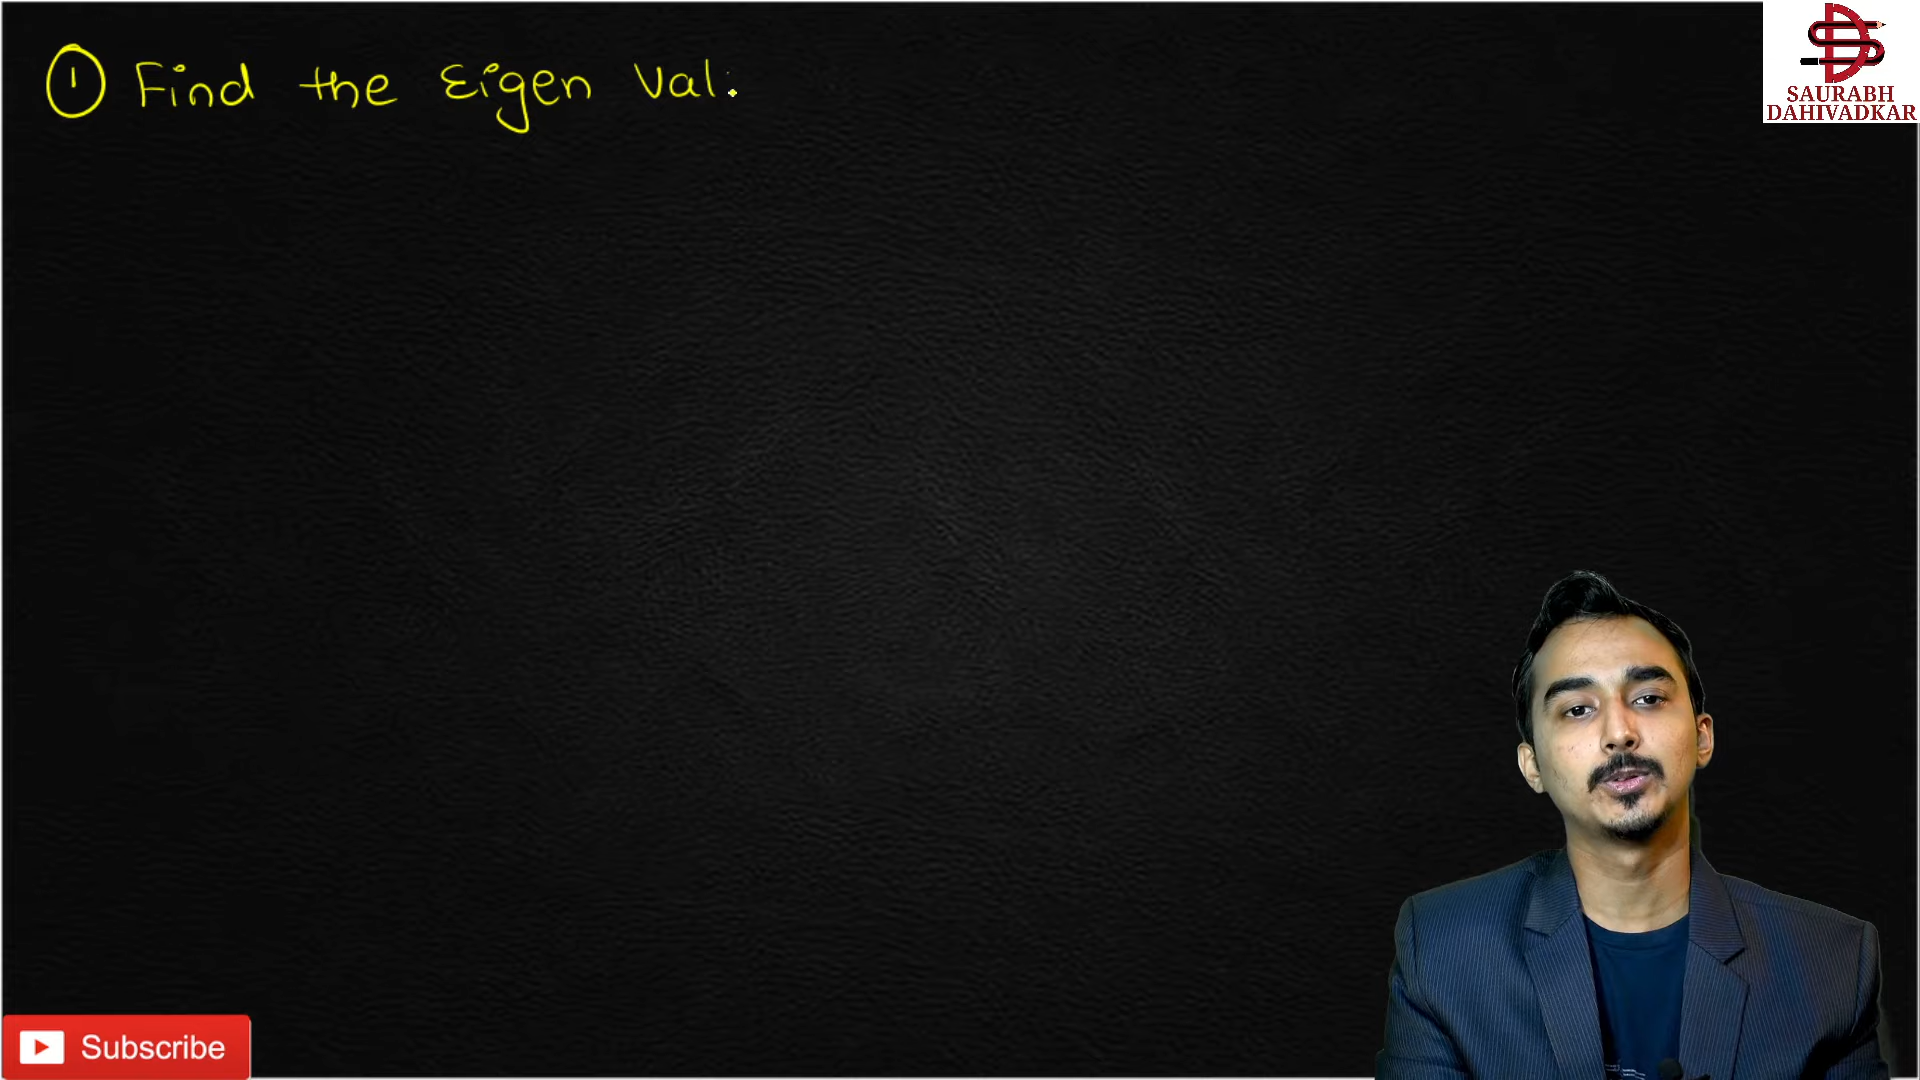 ① Find the Eigen Val
SAURABH
DAHIVADKAR
Subscribe